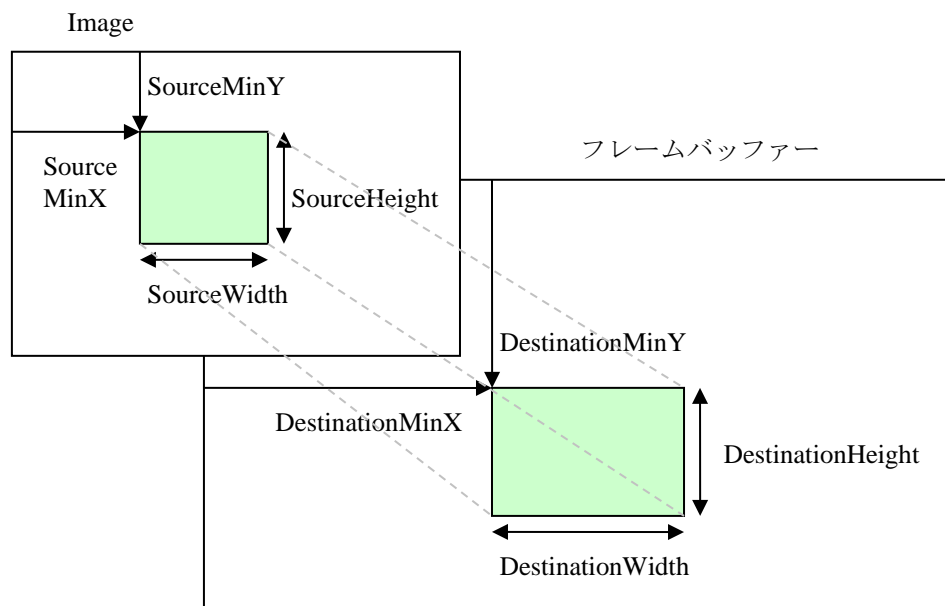 Image
SourceMinY
フレームバッファー
Source
MinX
SourceHeight
SourceWidth
DestinationMinY
DestinationMinX
DestinationHeight
DestinationWidth